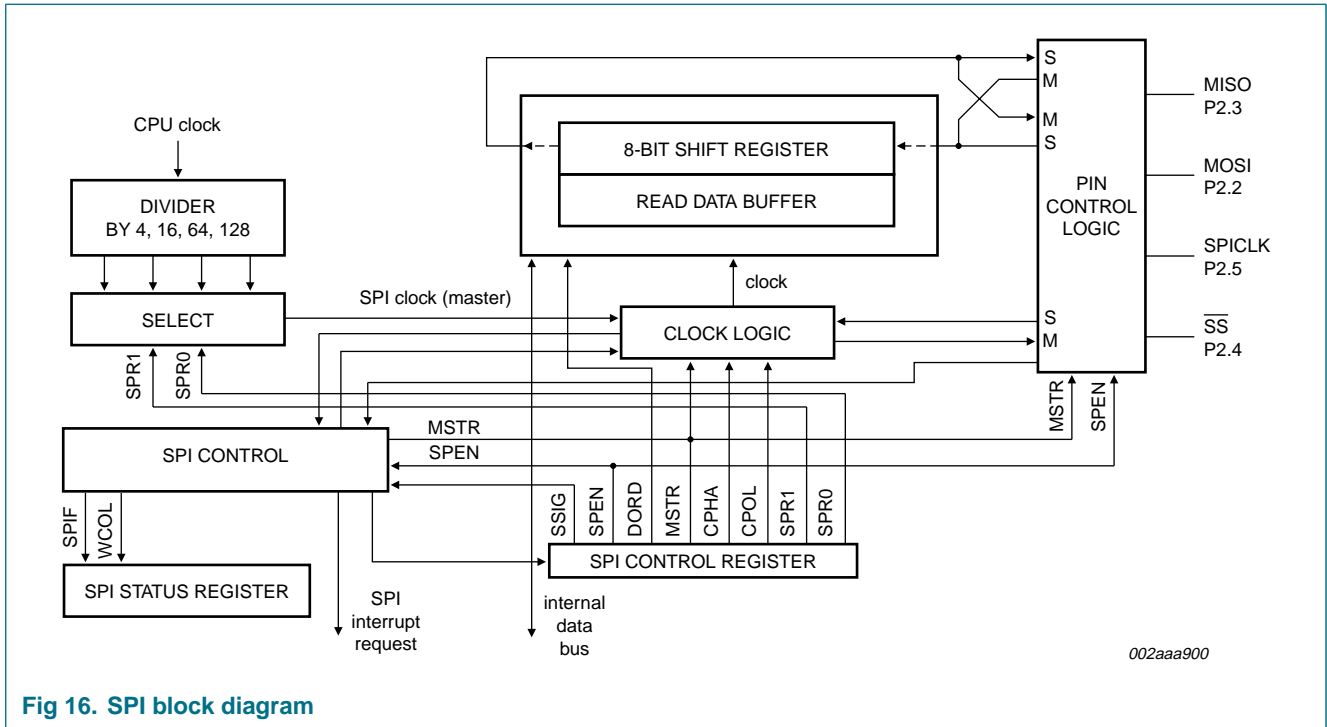 CPU clock
DIVIDER
BY 4, 16, 64, 128
SELECT
SPR1
SPR0
SPI clock (master)
8-BIT SHIFT REGISTER
READ DATA BUFFER
clock
CLOCK LOGIC
S
M
M
S
PIN
CONTROL
LOGIC
S
M
MISO
P2.3
MOSI
P2.2
SPICLK
P2.5
SS
P2.4
MSTR
SPEN
SPI CONTROL
MSTR
SPEN
SPIF
WCOL
SPI STATUS REGISTER
SPI
interrupt
request
SSIG
SPEN
DORD
MSTR
CPHA
CPOL
SPR1
SPR0
SPI CONTROL REGISTER
internal
data
bus
002aaa900
Fig 16. SPI block diagram